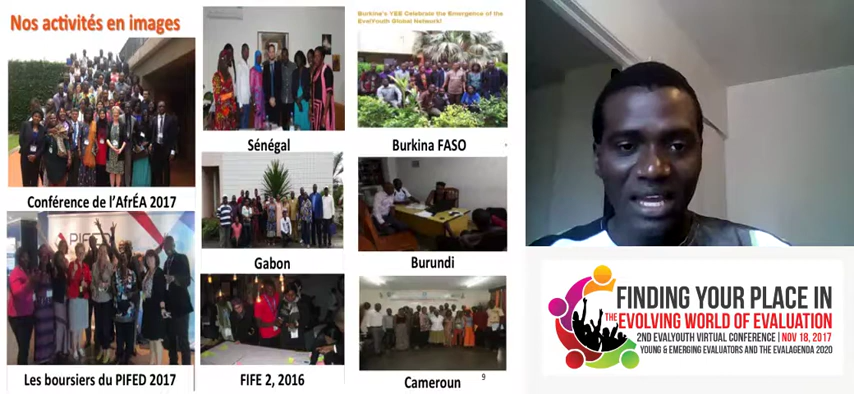 Nos activités en images
Conférence de l'AfrÉA 2017
Les boursiers du PIFED 2017
Sénégal
Gabon
FIFE 2, 2016
Burkina's YEE Celebrate the Emergence of the
EvalYouth Global Network!
Burkina FASO
Burundi
Cameroun
9
PIFED
FINDING YOUR PLACE IN
THE EVOLVING WORLD OF EVALUATION
2ND EVALYOUTH VIRTUAL CONFERENCE | NOV 18, 2017
YOUNG & EMERGING EVALUATORS AND THE EVALAGENDA 2020